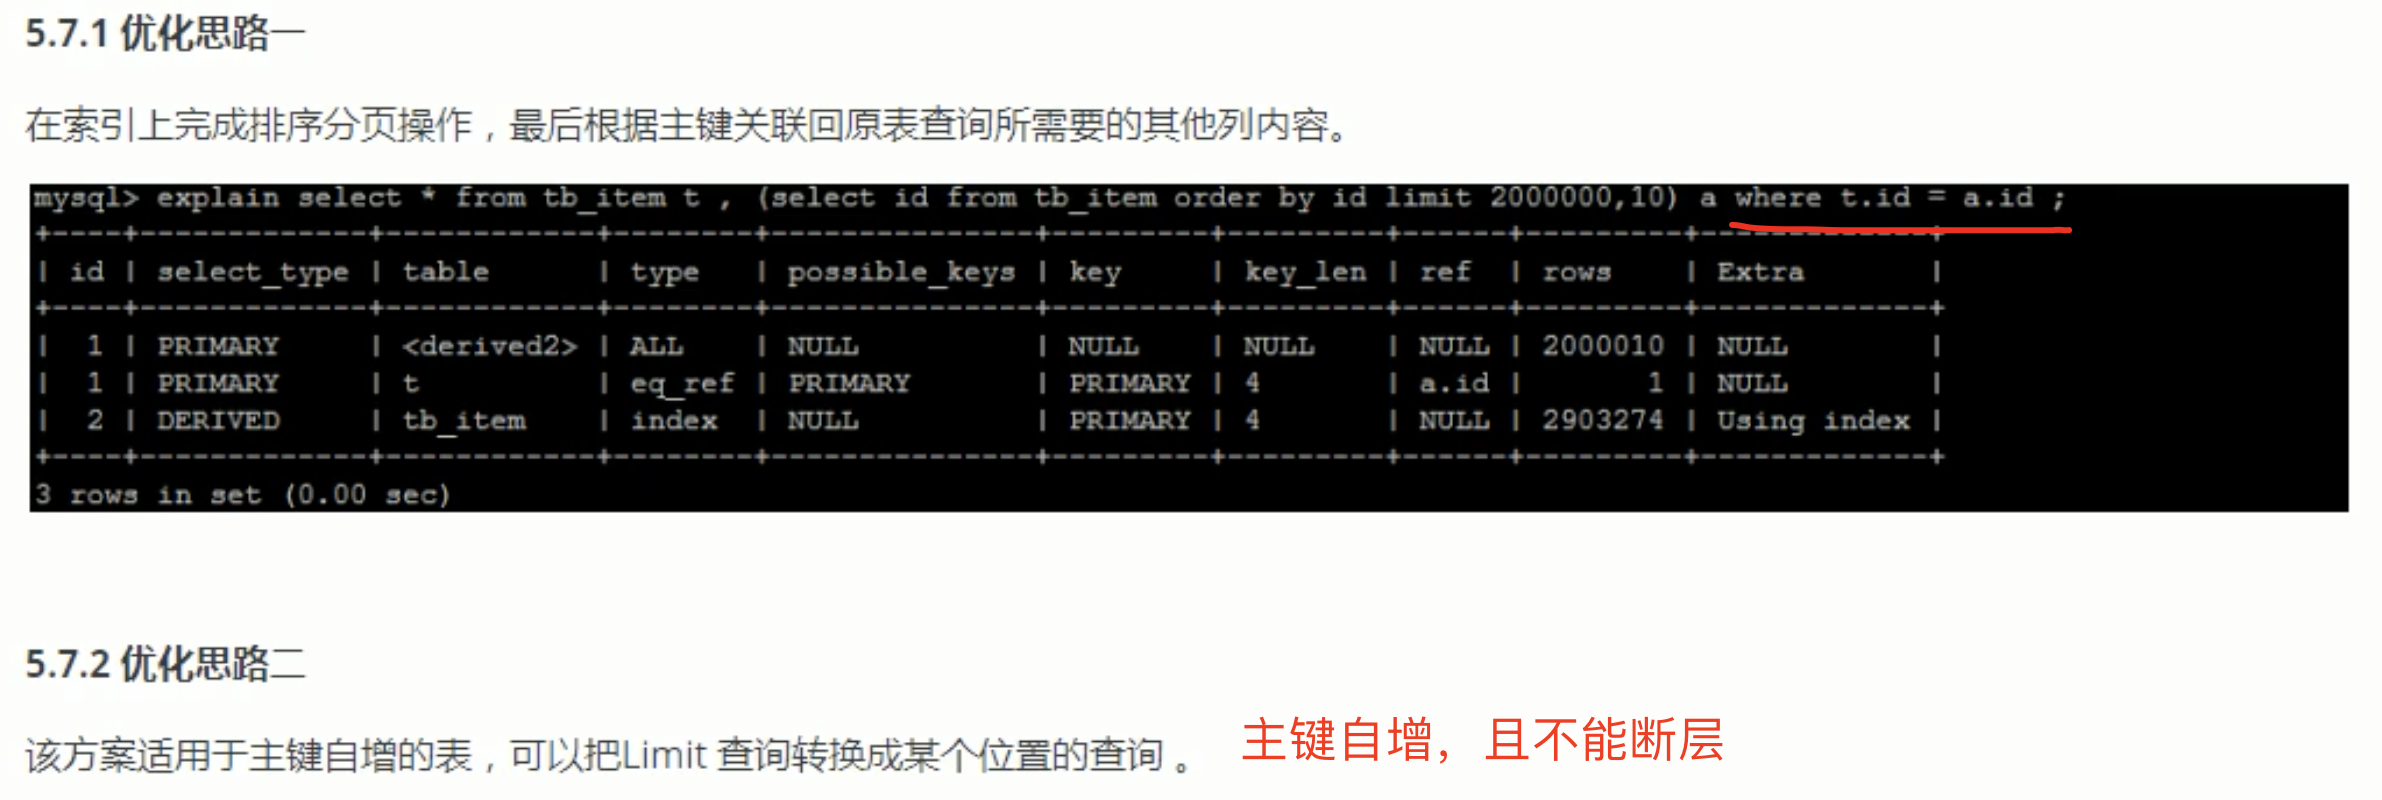 5.7.1 优化思路一
在索引上完成排序分页操作，最后根据主键关联回原表查询所需要的其他列内容。
mysql> explain select * from tb_item t , (select id from tb_item order by id limit 2000000,10) a where t.id = a.id ;
+----+-------------+------------+--------+---------------+---------+---------+------+---------+-------------+
| id | select_type | table      | type   | possible_keys | key     | key_len | ref  | rows    | Extra       |
+----+-------------+------------+--------+---------------+---------+---------+------+---------+-------------+
|  1 | PRIMARY     | <derived2> | ALL    | NULL          | NULL    | NULL    | NULL | 2000010 | NULL        |
|  1 | PRIMARY     | t          | eq_ref | PRIMARY       | PRIMARY | 4       | a.id |       1 | NULL        |
|  2 | DERIVED     | tb_item    | index  | NULL          | PRIMARY | 4       | NULL | 2903274 | Using index |
+----+-------------+------------+--------+---------------+---------+---------+------+---------+-------------+
3 rows in set (0.00 sec)
5.7.2 优化思路二
该方案适用于主键自增的表，可以把Limit 查询转换成某个位置的查询 。 主键自增，且不能断层